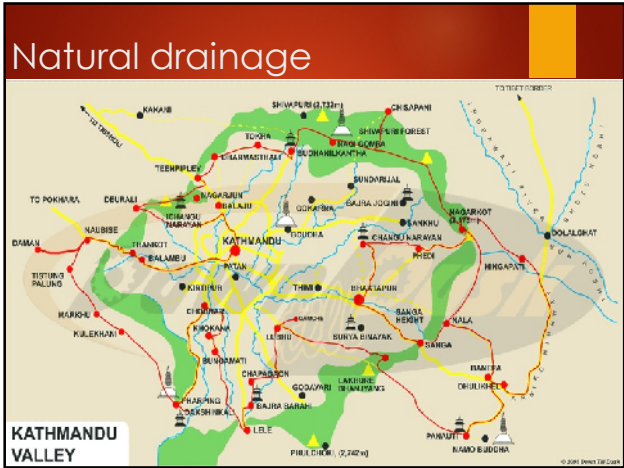 Natural drainage
TO TIBET BORDER
KAKANI
SHIVAPURI (2,732m)
CHISAPANI
SHIVAPURI FOREST
TOKHA
NAGI GOMPA
BUDHANILKANTHA
DHARMASTHALI
TEENPIPLEY
SUNDARIJAL
NAGARJUN
BAJRA JOGINI
GOKARNA
TO POKHARA
DEURALI
BALAJU
ICHANGU
NARAYAN
SANKHU
NAGARKOT
BOUDHA
NAUBISE
CHANGU NARAYAN
DOLALGHAT
KATHMANDU
DAMAN
THANKOT
PHEDI
BALAMBU
HINGAPATI
PATAN
TISTUNG
PALUNG
KIRTIPUR
THIMI
BHAKTAPUR
CHOBHAR
BANGA
HEIGHT
MARKHU
KHOKANA
NALA
KULEKHANI
LUBHU
SURYA BINAYAK
SANGA
BUNGAMATI
CHAPAGAON
LAKHURE
BHANJYANG
BANEPA
GODAVARI
DHULIKHEL
PHARPING
DAKSHINKALI
BAJRA BARAHI
LELE
PANAUTI
NAMO BUDDHA
PHULCHOKI, (2,762m)
KATHMANDU
VALLEY